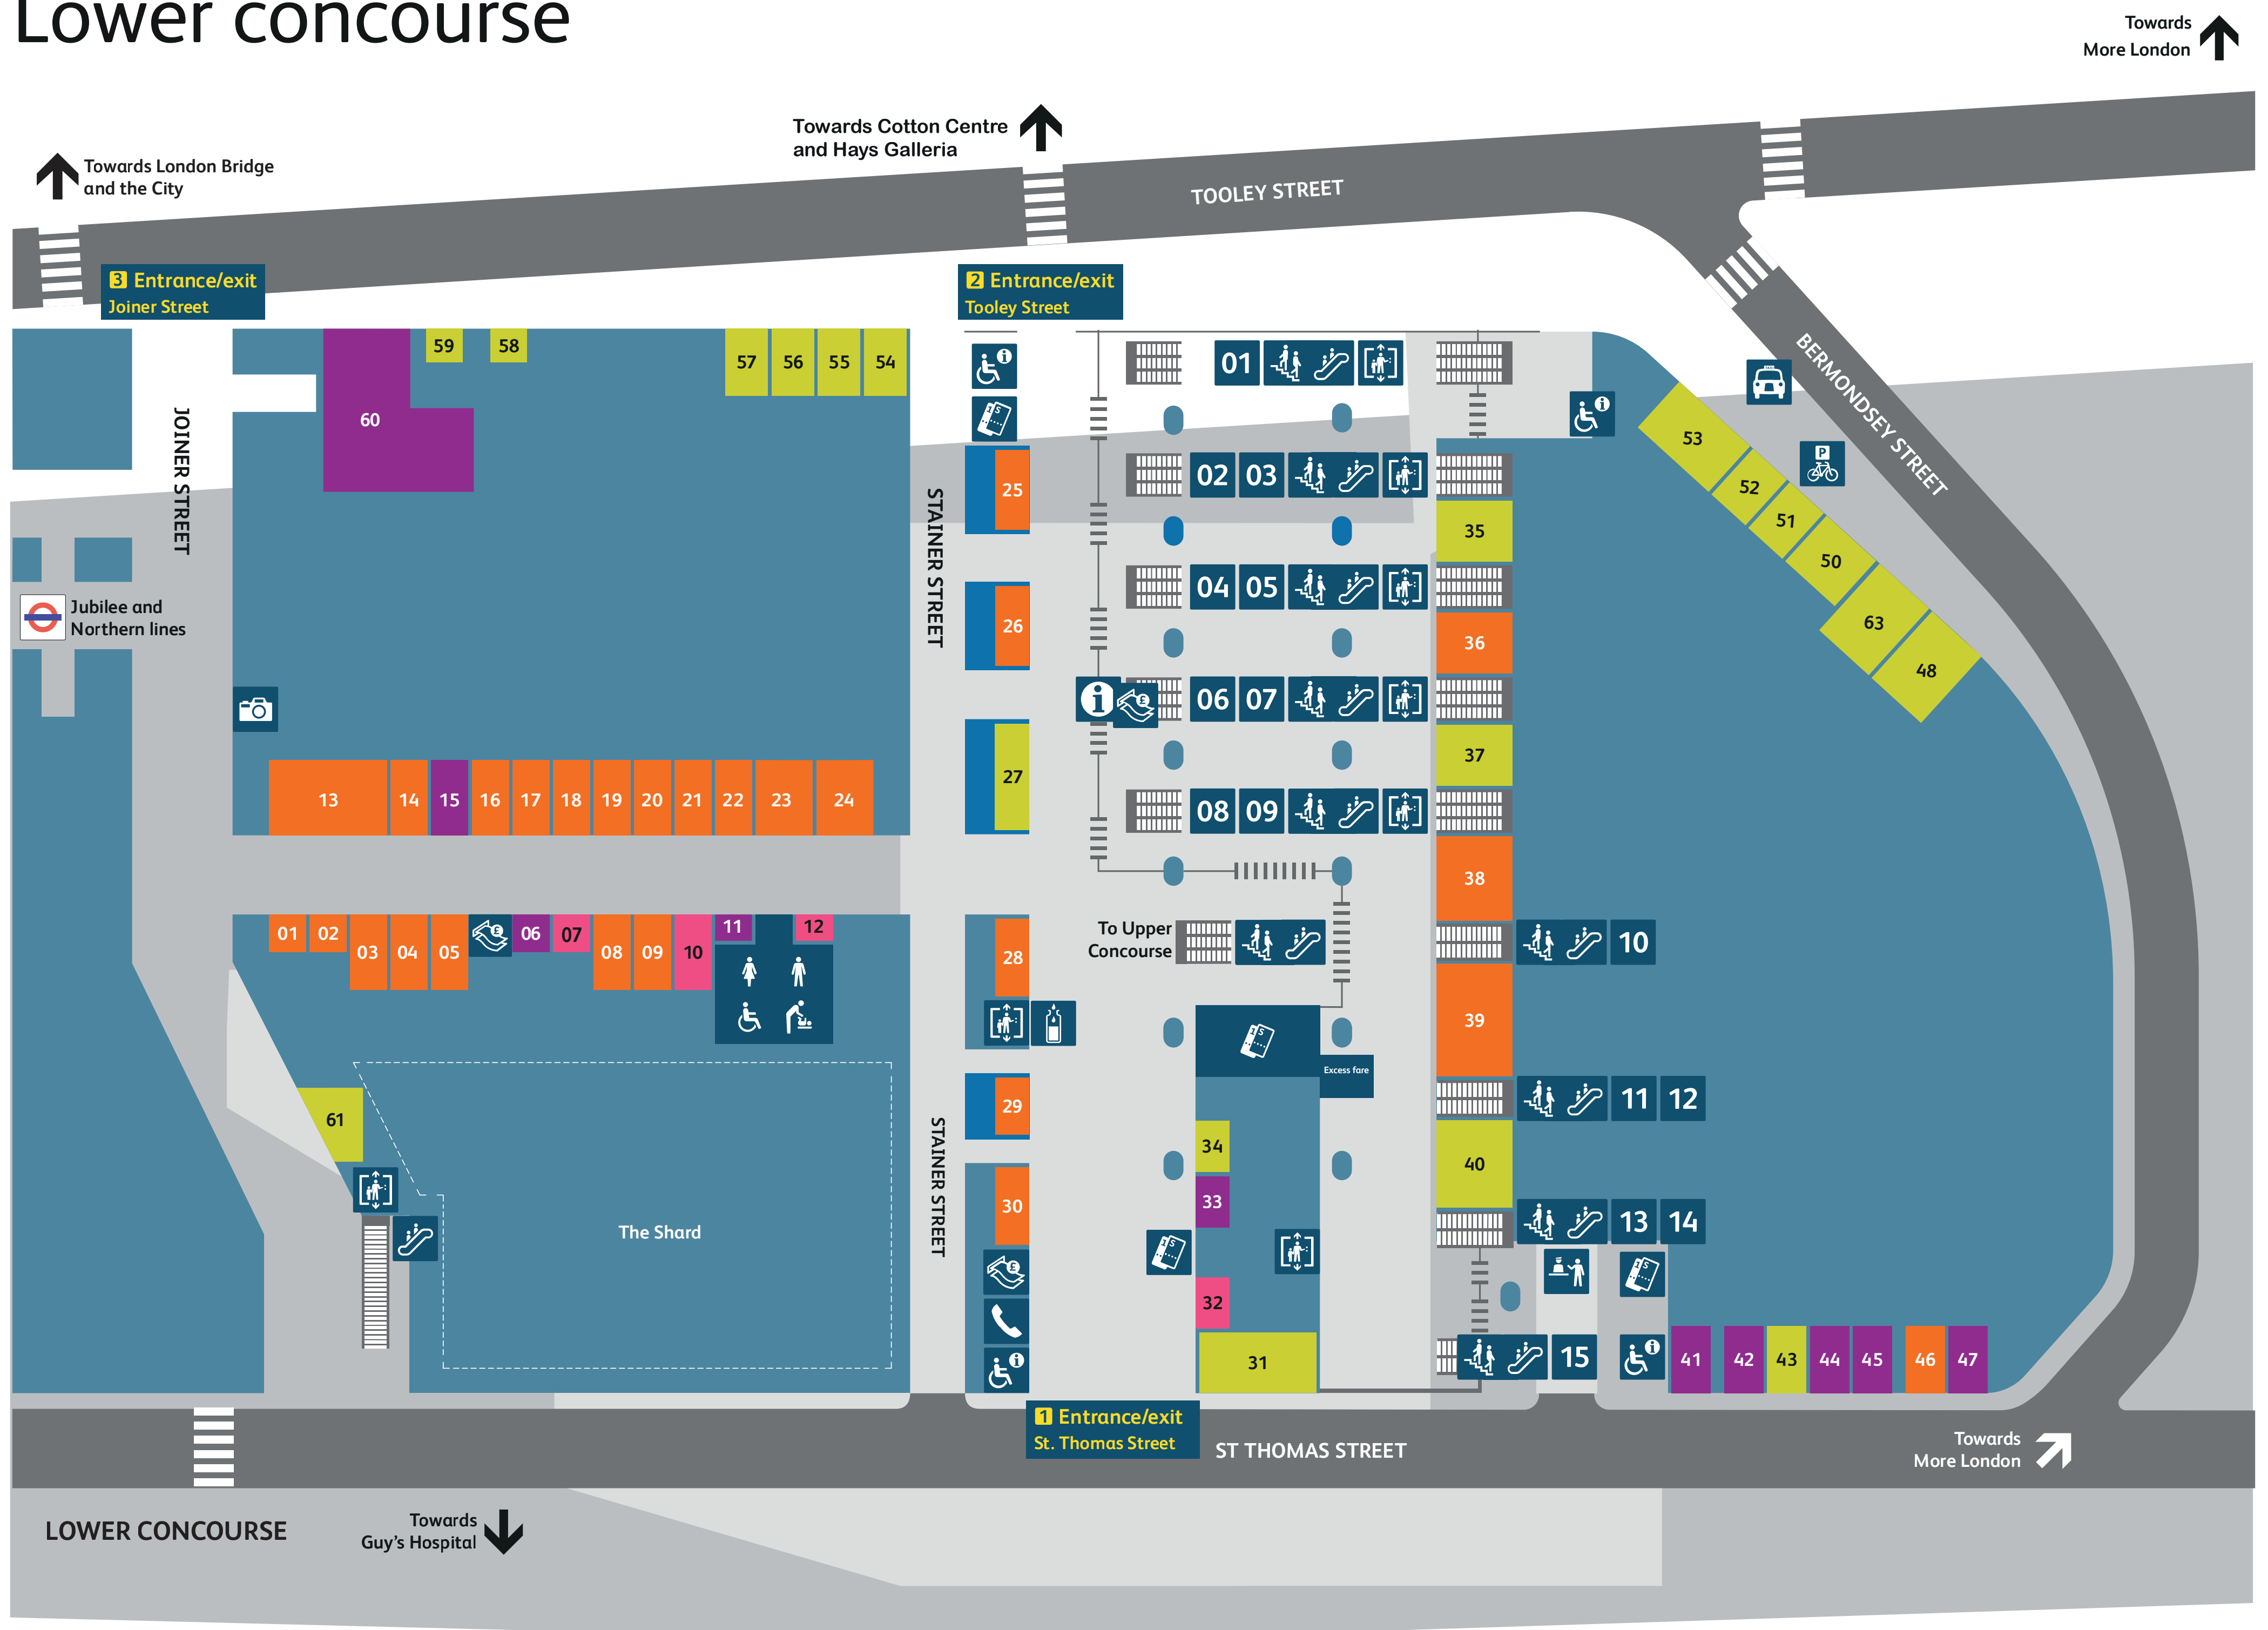 Lower concourse
Towards
More London
Towards Cotton Centre
and Hays Galleria
Towards London Bridge
and the City
TOOLEY STREET
3 Entrance/exit
Joiner Street
2 Entrance/exit
Tooley Street
BERMONDSEY STREET
JOINER STREET
STAINER STREET
59
58
57
56
55
54
60
01
53
52
51
50
63
48
P
25
02 03
35
26
04 05
36
Jubilee and
Northern lines
i
£
06 07
37
27
08 09
38
13
14
15
16
17
18
19
20
21
22
23
24
01
02
03
04
05
£
06
07
08
09
10
11
12
28
To Upper
Concourse
10
39
Excess fare
29
11 12
61
34
40
33
30
13 14
The Shard
STAINER STREET
£
32
31
15
41
42
43
44
45
46
47
1 Entrance/exit
St. Thomas Street
ST THOMAS STREET
Towards
More London
LOWER CONCOURSE
Towards
Guy's Hospital